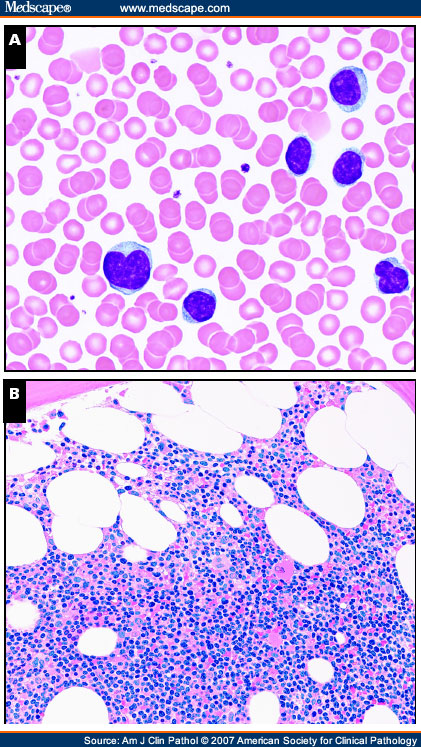 Medscape® www.medscape.com
A
B
Source: Am J Clin Pathol © 2007 American Society for Clinical Pathology